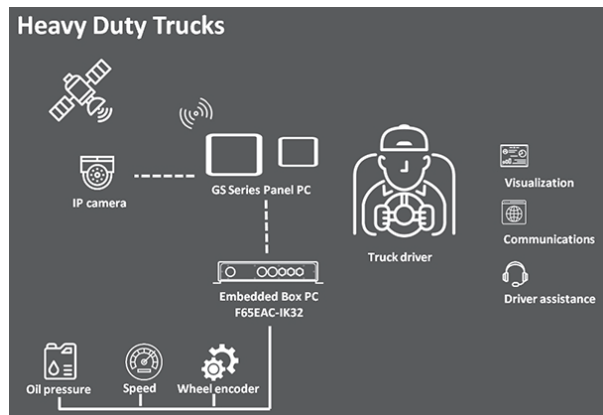 Heavy Duty Trucks
IP camera
GS Series Panel PC
Truck driver
Visualization
Communications
Driver assistance
Embedded Box PC
F65EAC-IK32
Oil pressure
Speed
Wheel encoder